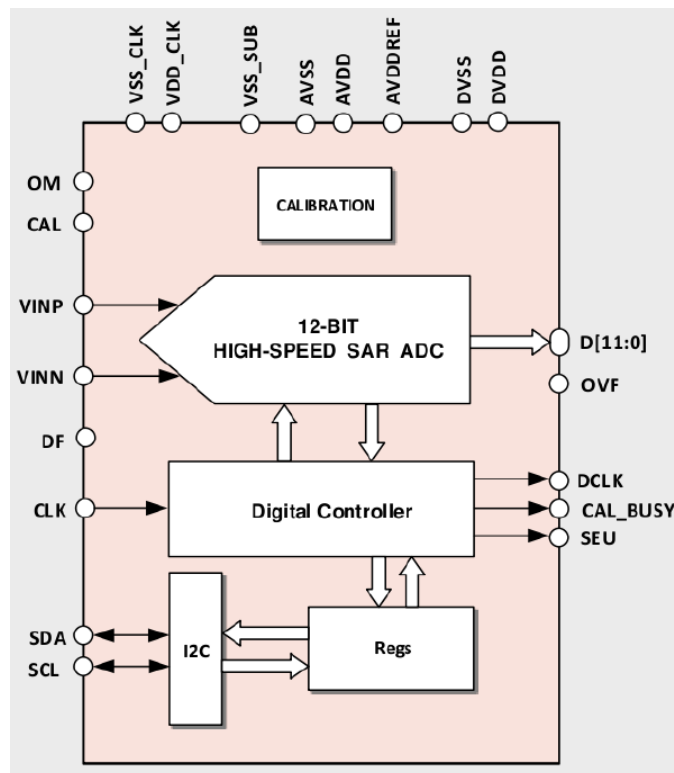 VSS_CLK
VDD_CLK
VSS_SUB
AVSS
AVDD
AVDDREF
DVSS
DVDD
OM
CAL
CALIBRATION
VINP
12-BIT
HIGH-SPEED SAR ADC
D[11:0]
VINN
OVF
DF
CLK
Digital Controller
DCLK
CAL_BUSY
SEU
SDA
SCL
I2C
Regs